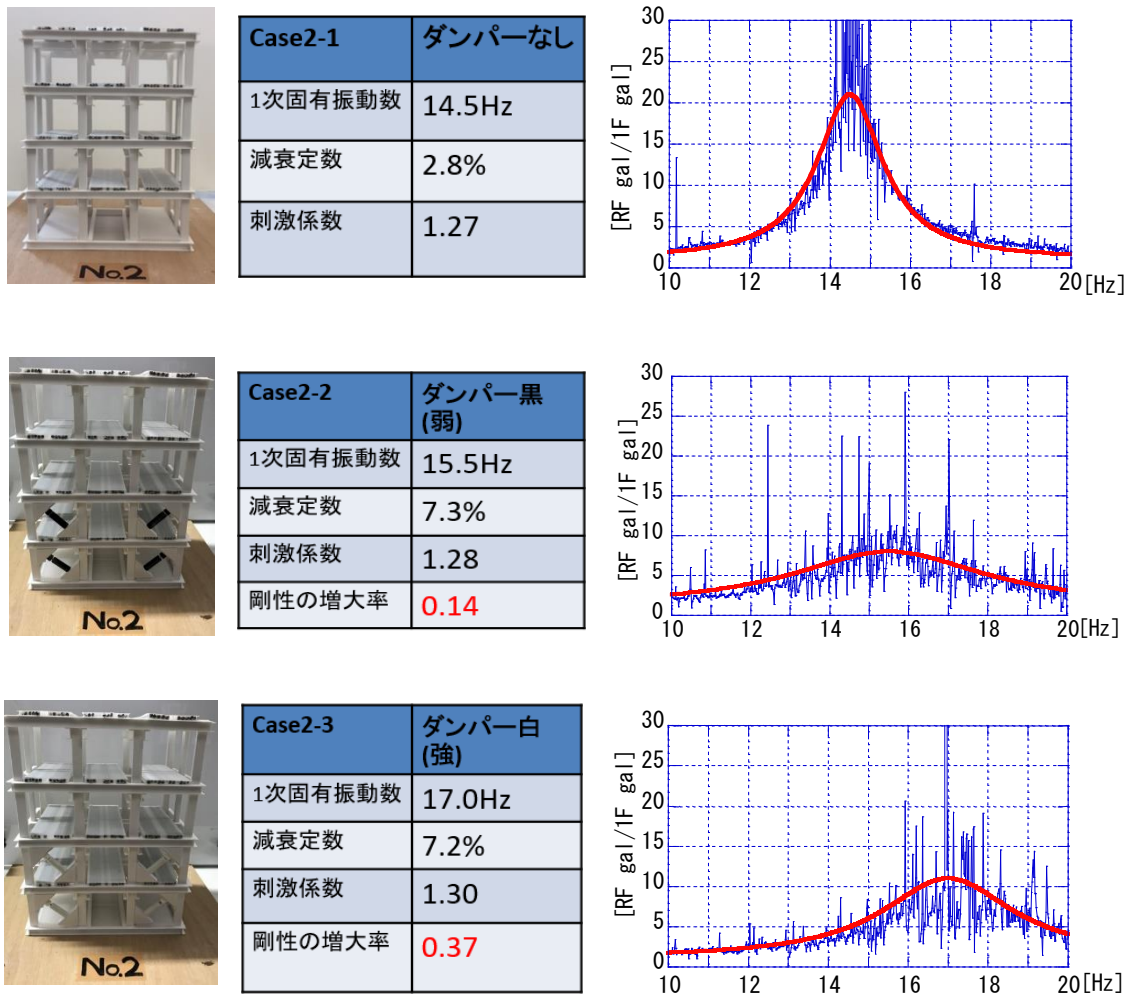 Case2-1 ダンパーなし
1次固有振動数 14.5Hz
減衰定数 2.8%
刺激係数 1.27
No.2
[RF gal/1F gal]
30
25
20
15
10
5
0
10 12 14 16 18 20[Hz]
Case2-2 ダンパー黒
(弱)
1次固有振動数 15.5Hz
減衰定数 7.3%
刺激係数 1.28
剛性の増大率 0.14
No.2
[RF gal/1F gal]
30
25
20
15
10
5
0
10 12 14 16 18 20[Hz]
Case2-3 ダンパー白
(強)
1次固有振動数 17.0Hz
減衰定数 7.2%
刺激係数 1.30
剛性の増大率 0.37
No.2
[RF gal/1F gal]
30
25
20
15
10
5
0
10 12 14 16 18 20[Hz]